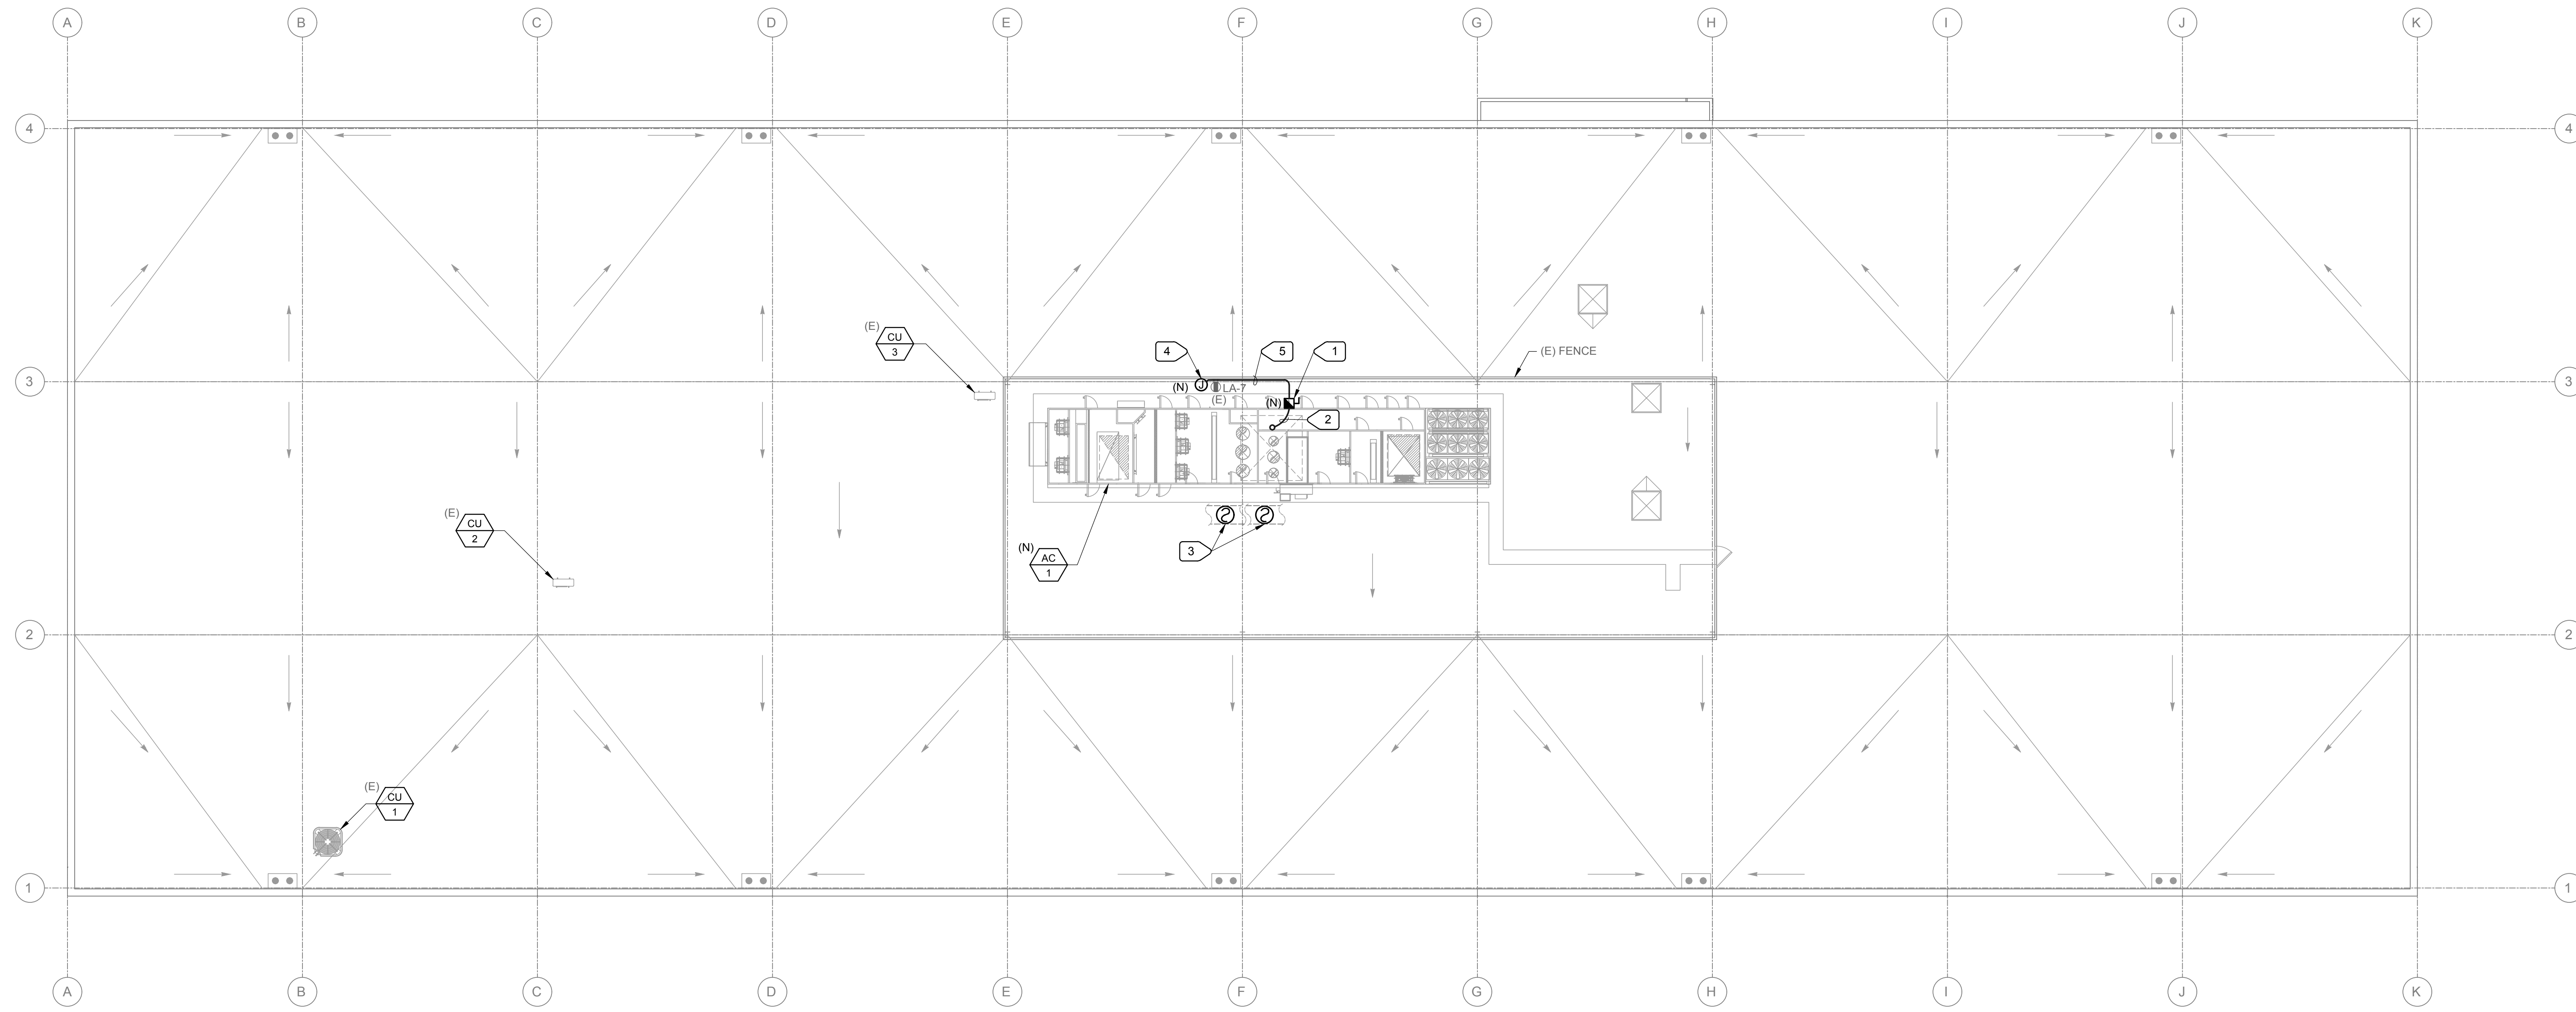 A B C D E F G H I J K
4 4
(E)
CU
3
4 5 1
(E) FENCE
3 3
(N) J LA-7
(E) (N)
2
(E)
CU
2
3
(N)
AC
1
2 2
(E)
CU
1
1 1
A B C D E F G H I J K